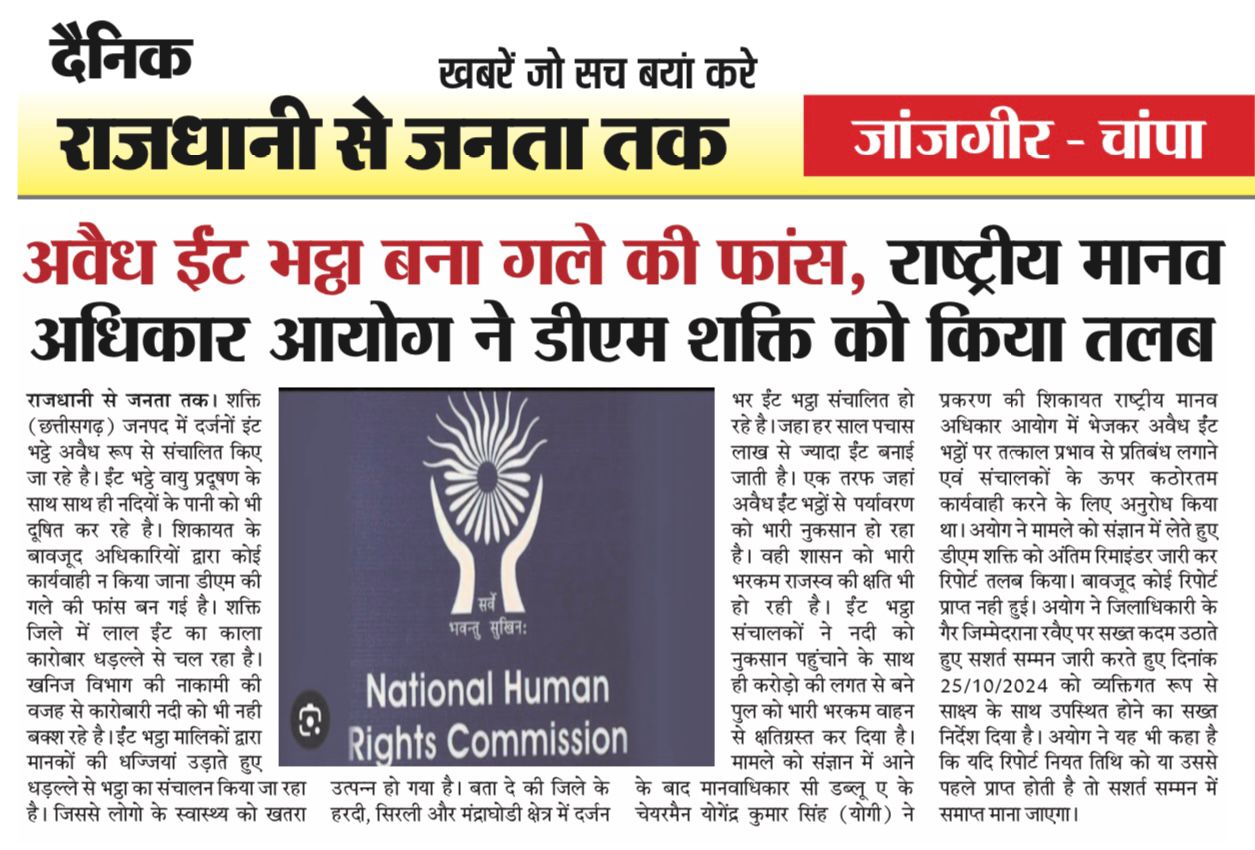 दैनिक
खबरें जो सच बयां करे
राजधानी से जनता तक
जांजगीर - चांपा
अवैध ईंट भट्ठा बना गले की फांस, राष्ट्रीय मानव
अधिकार आयोग ने डीएम शक्ति को किया तलब
राजधानी से जनता तक। शक्ति
(छत्तीसगढ़) जनपद में दर्जनों इंट
भट्ठे अवैध रूप से संचालित किए
जा रहे है। ईंट भट्ठे वायु प्रदूषण के
साथ साथ ही नदियों के पानी को भी
दूषित कर रहे है। शिकायत के
बावजूद अधिकारियों द्वारा कोई
कार्यवाही न किया जाना डीएम की
गले की फांस बन गई है। शक्ति
जिले में लाल ईंट का काला
कारोबार धड़ल्ले से चल रहा है।
खनिज विभाग की नाकामी की
वजह से कारोबारी नदी को भी नही
बक्श रहे है। ईंट भट्ठा मालिकों द्वारा
मानकों की धज्जियां उड़ाते हुए
धड़ल्ले से भट्ठा का संचालन किया जा रहा
है। जिससे लोगो के स्वास्थ्य को खतरा
सर्वे
भवन्तु सुखिन:
National Human
Rights Commission
उत्पन्न हो गया है। बता दे की जिले के
हरदी, सिरली और मंद्राघोडी क्षेत्र में दर्जन
भर ईंट भट्ठा संचालित हो
रहे है। जहा हर साल पचास
लाख से ज्यादा ईंट बनाई
जाती है। एक तरफ जहां
अवैध ईंट भट्ठों से पर्यावरण
को भारी नुकसान हो रहा
है। वही शासन को भारी
भरकम राजस्व की क्षति भी
हो रही है। ईंट भट्ठा
संचालकों ने नदी को
नुकसान पहुंचाने के साथ
ही करोड़ो की लगत से बने
पुल को भारी भरकम वाहन
से क्षतिग्रस्त कर दिया है।
मामले को संज्ञान में आने
के बाद मानवाधिकार सी डब्लू ए के
चेयरमैन योगेंद्र कुमार सिंह (योगी) ने
प्रकरण की शिकायत राष्ट्रीय मानव
अधिकार आयोग में भेजकर अवैध ईंट
भट्ठों पर तत्काल प्रभाव से प्रतिबंध लगाने
एवं संचालकों के ऊपर कठोरतम
कार्यवाही करने के लिए अनुरोध किया
था। अयोग ने मामले को संज्ञान में लेते हुए
डीएम शक्ति को अंतिम रिमाइंडर जारी कर
रिपोर्ट तलब किया। बावजूद कोई रिपोर्ट
प्राप्त नही हुई। अयोग ने जिलाधिकारी के
गैर जिम्मेदराना रवैए पर सख्त कदम उठाते
हुए सशर्त सम्मन जारी करते हुए दिनांक
25/10/2024 को व्यक्तिगत रूप से
साक्ष्य के साथ उपस्थित होने का सख्त
निर्देश दिया है। अयोग ने यह भी कहा है
कि यदि रिपोर्ट नियत तिथि को या उससे
पहले प्राप्त होती है तो सशर्त सम्मन में
समाप्त माना जाएगा।